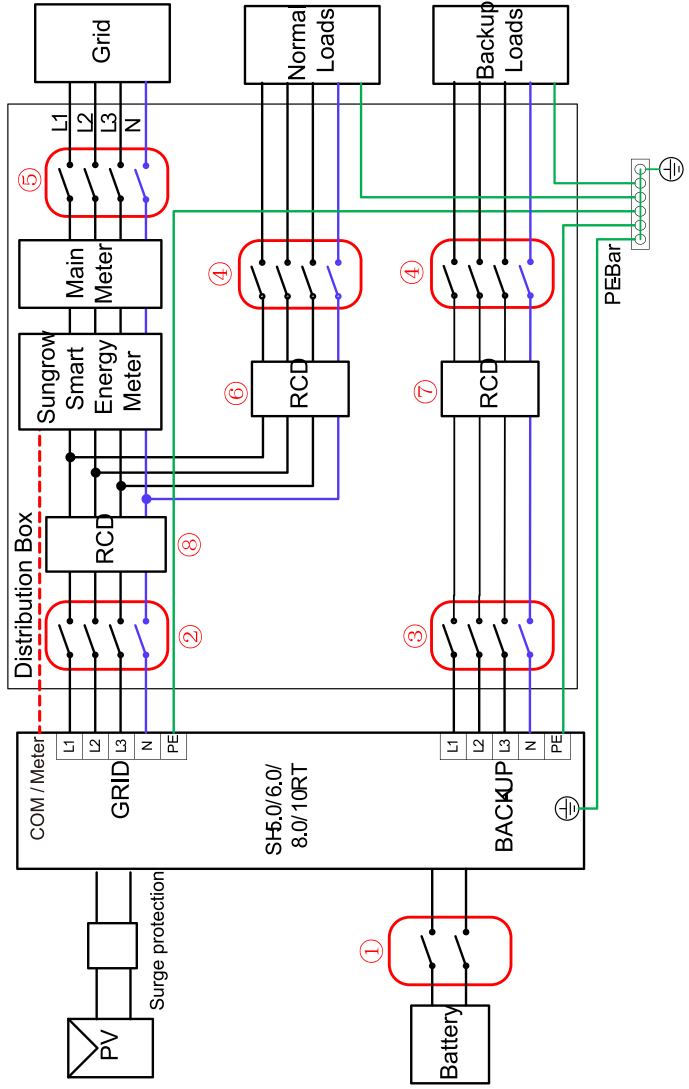 Grid
Normal
Loads
Backup
Loads
L1
L2
L3
N
⑤
Main
Meter
④
④
PEBar
Sungrow
Smart
Energy
Meter
⑥
RCD
⑦
RCD
Distribution Box
RCD
⑧
②
③
COM / Meter
L1
L2
L3
N
PE
GRID
SH5.0/6.0/
8.0/10RT
L1
L2
L3
N
PE
BACKUP
Surge protection
①
PV
Battery